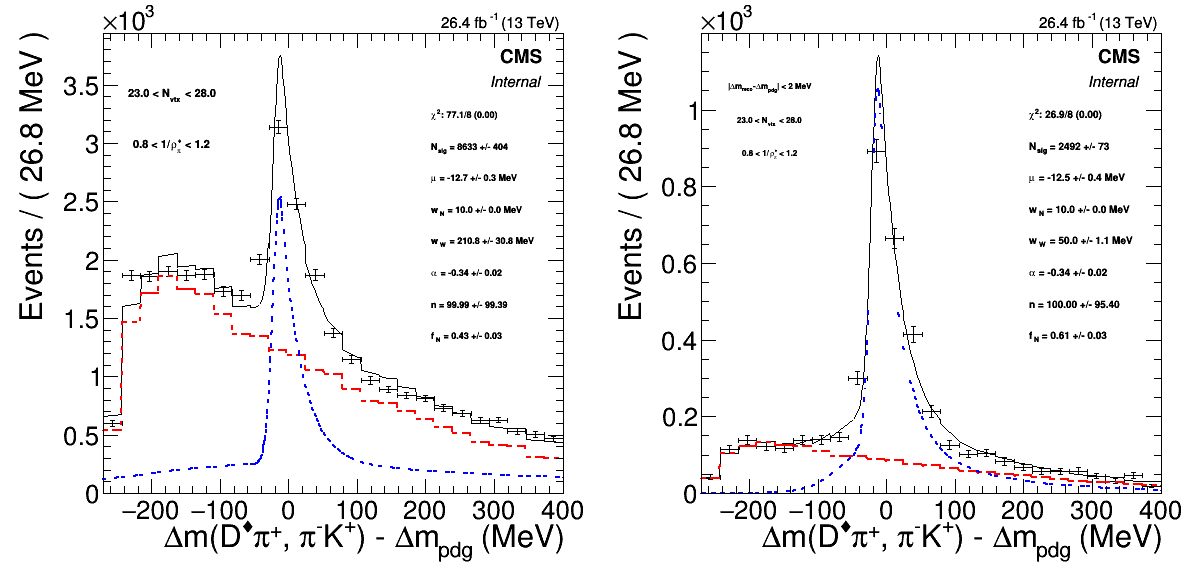 ×10³
26.4 fb⁻¹ (13 TeV)
CMS
Internal
23.0 < N_vtx < 28.0
0.8 < 1/ρ_π^♦ < 1.2
χ²: 77.1/8 (0.00)
N_sig = 8633 +/- 404
μ = -12.7 +/- 0.3 MeV
w_N = 10.0 +/- 0.0 MeV
w_W = 210.8 +/- 30.8 MeV
α = -0.34 +/- 0.02
n = 99.99 +/- 99.39
f_N = 0.43 +/- 0.03
Events / ( 26.8 MeV )
3.5
3
2.5
2
1.5
1
0.5
0
−200 −100 0 100 200 300 400
Δm(D^♦π⁺, π⁻K⁺) - Δm_pdg (MeV)
×10³
26.4 fb⁻¹ (13 TeV)
CMS
Internal
|Δm_reco-Δm_pdg| < 2 MeV
23.0 < N_vtx < 28.0
0.8 < 1/ρ_π^♦ < 1.2
χ²: 26.9/8 (0.00)
N_sig = 2492 +/- 73
μ = -12.5 +/- 0.4 MeV
w_N = 10.0 +/- 0.0 MeV
w_W = 50.0 +/- 1.1 MeV
α = -0.34 +/- 0.02
n = 100.00 +/- 95.40
f_N = 0.61 +/- 0.03
Events / ( 26.8 MeV )
1
0.8
0.6
0.4
0.2
0
−200 −100 0 100 200 300 400
Δm(D^♦π⁺, π⁻K⁺) - Δm_pdg (MeV)